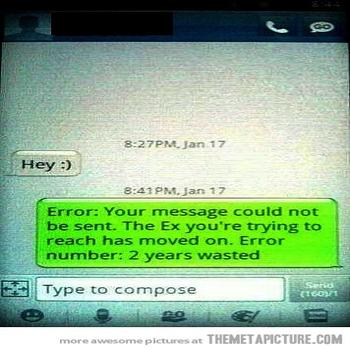 8:44
8:27PM, Jan 17
Hey :)
8:41PM, Jan 17
Error: Your message could not
be sent. The Ex you're trying to
reach has moved on. Error
number: 2 years wasted
Type to compose
Send
(160)/1
more awesome pictures at THEMETAPICTURE.COM